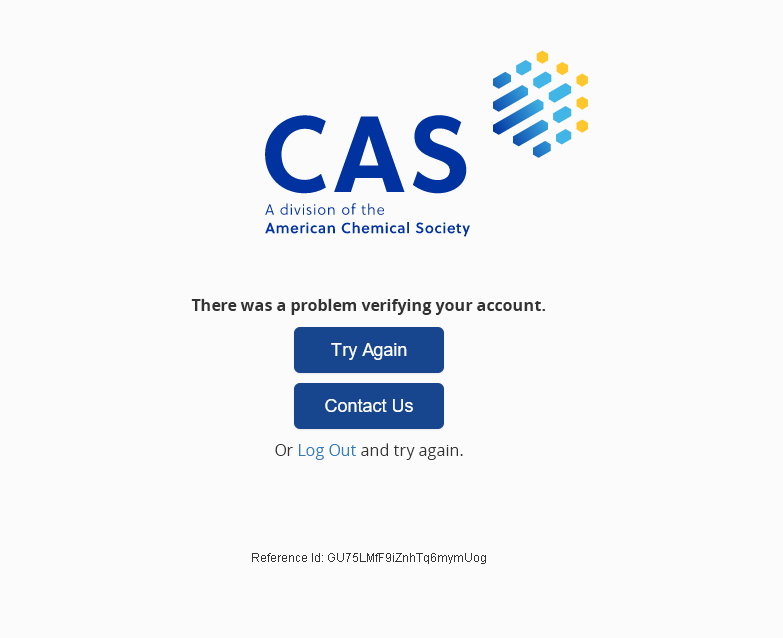 CAS
A division of the
American Chemical Society
There was a problem verifying your account.
Try Again
Contact Us
Or Log Out and try again.
Reference Id: GU75LMfF9iZnhTq6mymUog